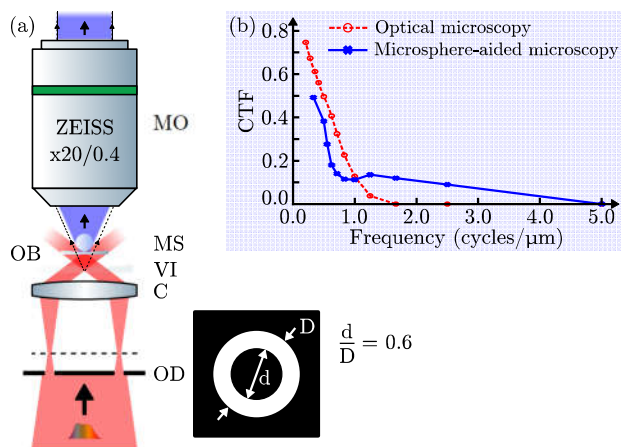 (a)
ZEISS
x20/0.4
MO
MS
OB
VI
C
OD
D
d
d/D = 0.6
(b)
Optical microscopy
Microsphere-aided microscopy
CTF
0.8
0.6
0.4
0.2
0.0
0.0 1.0 2.0 3.0 4.0 5.0
Frequency (cycles/µm)